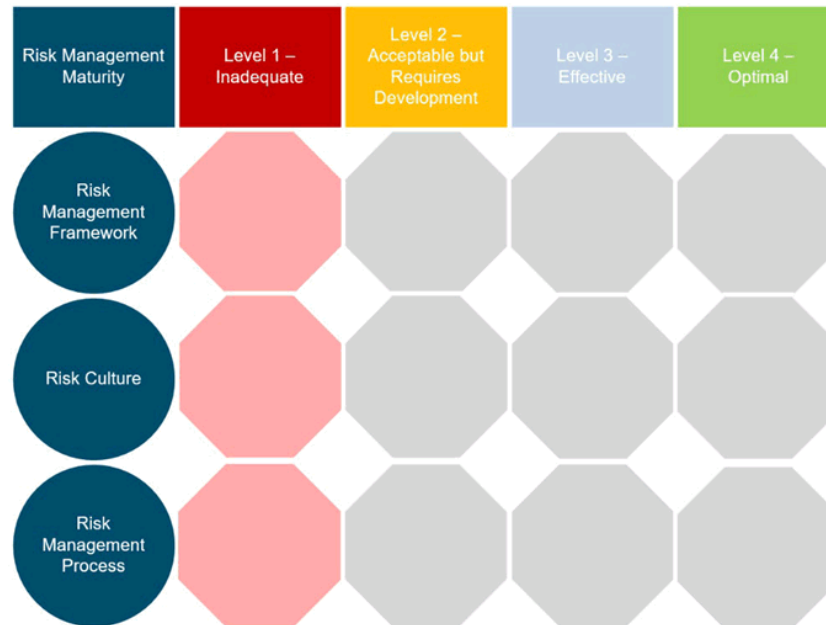 Risk Management
Maturity
Level 1 –
Inadequate
Level 2 –
Acceptable but
Requires
Development
Level 3 –
Effective
Level 4 –
Optimal
Risk
Management
Framework
Risk Culture
Risk
Management
Process